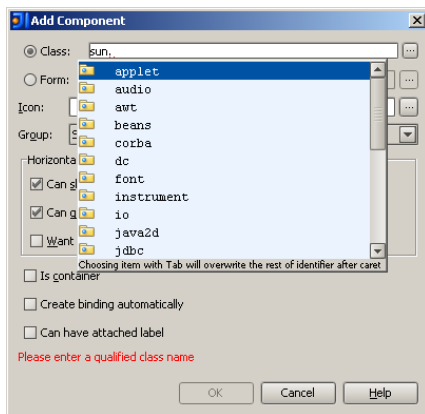 Add Component
Class: sun.
Form:
applet
audio
Icon:
awt
beans
Group:
corba
Horizonta
dc
Can
font
instrument
Can
io
java2d
Want
jdbc
Choosing item with Tab will overwrite the rest of identifier after caret
Is container
Create binding automatically
Can have attached label
Please enter a qualified class name
OK Cancel Help